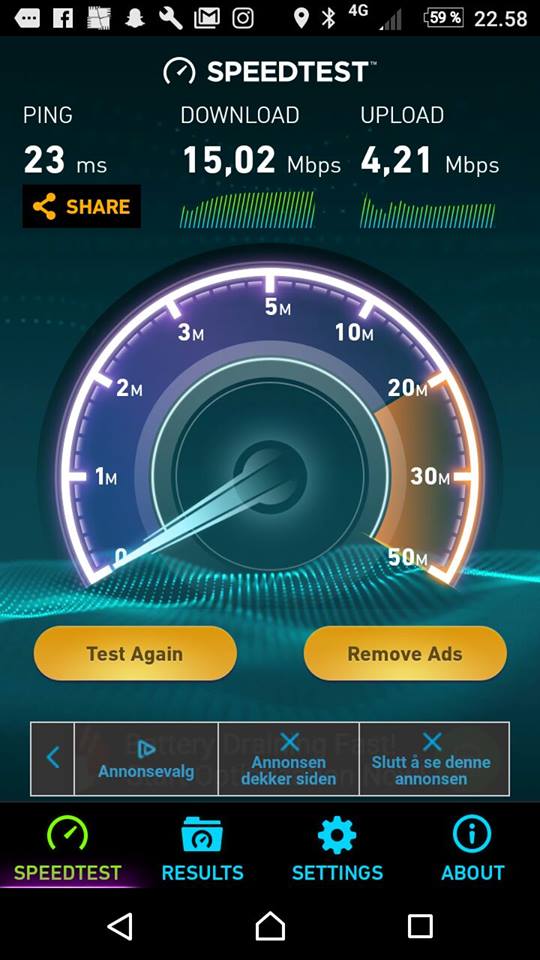 4G 59 % 22.58
SPEEDTEST™
PING DOWNLOAD UPLOAD
23 ms 15,02 Mbps 4,21 Mbps
SHARE
5M
3M 10M
2M 20M
1M 30M
0 50M
Test Again Remove Ads
Battery Draining Fast!
Annonsevalg
Annonsen
dekker siden
Slutt å se denne
annonsen
SPEEDTEST RESULTS SETTINGS ABOUT